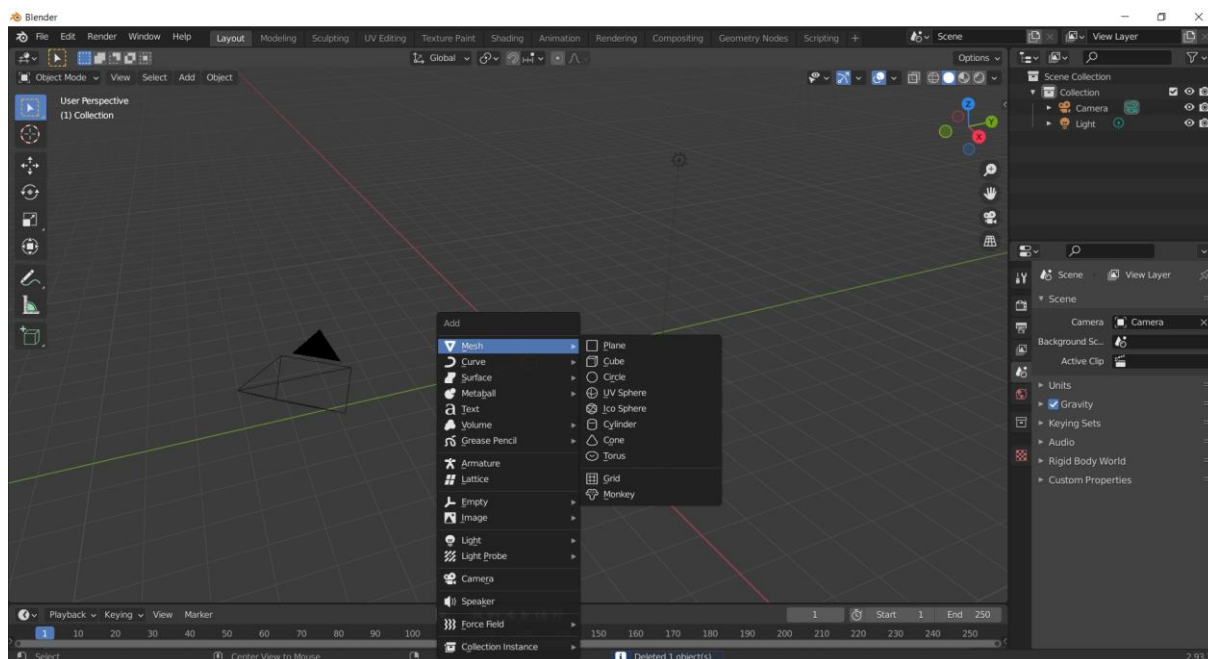 Blender
File Edit Render Window Help Layout Modeling Sculpting UV Editing Texture Paint Shading Animation Rendering Compositing Geometry Nodes Scripting + Scene View Layer
Global Options
Object Mode View Select Add Object
User Perspective
(1) Collection
Z
Y
X
Scene Collection
Collection
Camera
Light
Scene View Layer
Scene
Camera Camera
Background Sc...
Active Clip
Units
Gravity
Keying Sets
Audio
Rigid Body World
Custom Properties
Add
Mesh
Curve
Surface
Metaball
Text
Volume
Grease Pencil
Armature
Lattice
Empty
Image
Light
Light Probe
Camera
Speaker
Force Field
Collection Instance
Plane
Cube
Circle
UV Sphere
Ico Sphere
Cylinder
Cone
Torus
Grid
Monkey
Playback Keying View Marker 1 Start 1 End 250
1 10 20 30 40 50 60 70 80 90 100 150 160 170 180 190 200 210 220 230 240 250
Select Center View to Mouse Deleted 1 object(s) 2.93